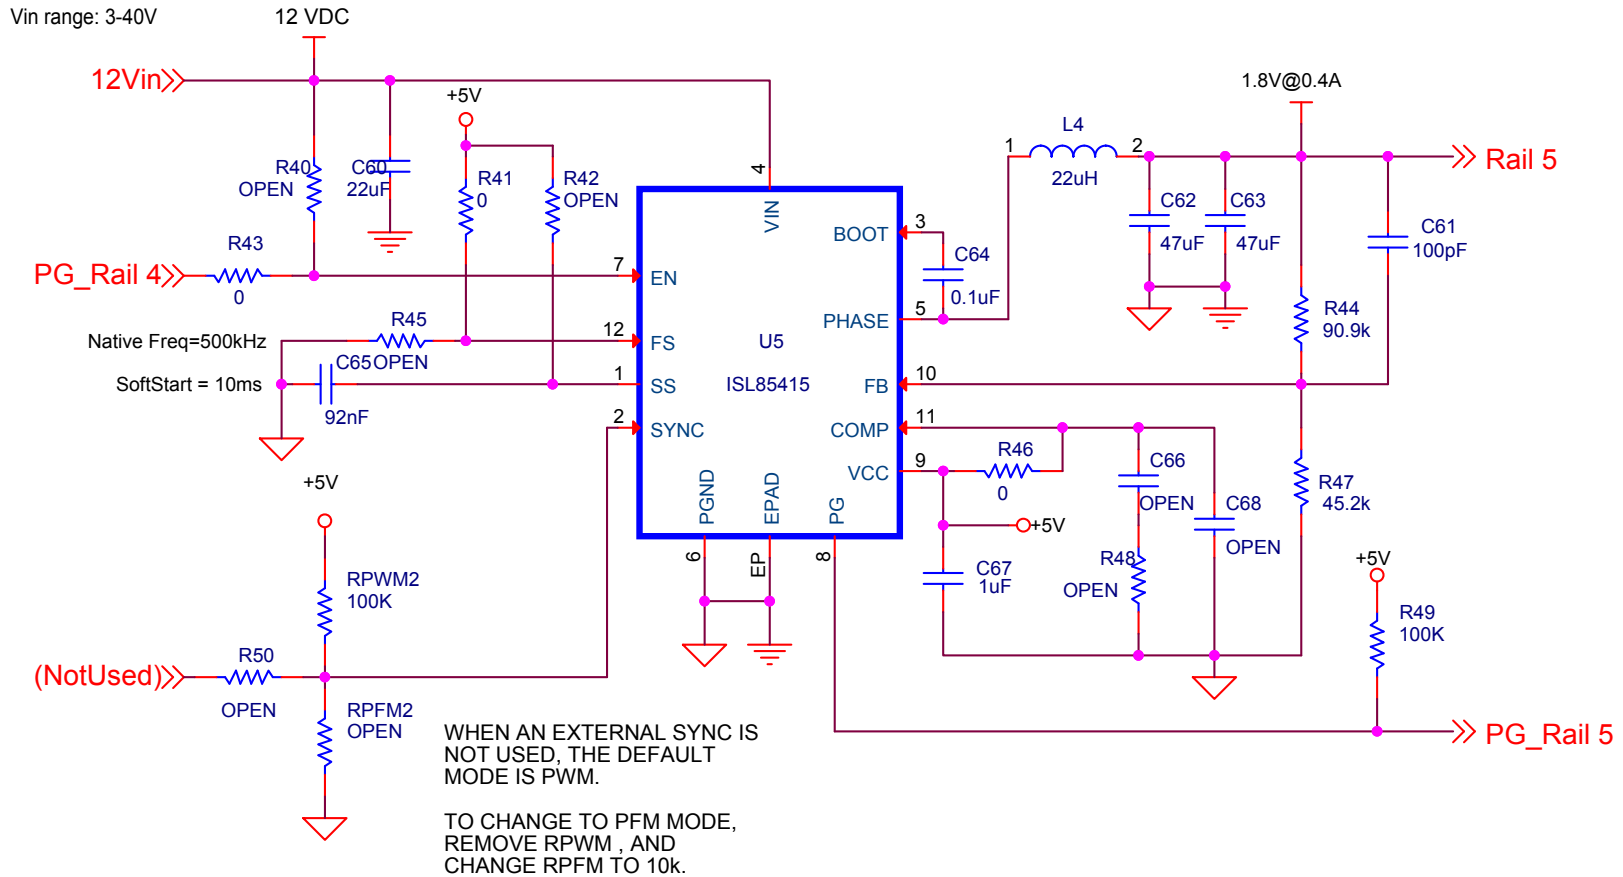 Vin range: 3-40V
12 VDC
12Vin
+5V
1.8V@0.4A
L4
1
2
22uH
Rail 5
R40
OPEN
C60
22uF
R41
0
R42
OPEN
4
VIN
C62
47uF
C63
47uF
C61
100pF
BOOT
3
C64
0.1uF
R43
0
PG_Rail 4
7
EN
PHASE
5
R44
90.9k
Native Freq=500kHz
R45
OPEN
12
FS
U5
ISL85415
SoftStart = 10ms
C65
92nF
1
SS
FB
10
2
SYNC
COMP
11
VCC
9
R46
0
C66
OPEN
C68
OPEN
R47
45.2k
PGND
EPAD
PG
6
EP
8
+5V
C67
1uF
R48
OPEN
+5V
RPWM2
100K
+5V
R49
100K
(NotUsed)
R50
OPEN
RPFM2
OPEN
PG_Rail 5
WHEN AN EXTERNAL SYNC IS
NOT USED, THE DEFAULT
MODE IS PWM.
TO CHANGE TO PFM MODE,
REMOVE RPWM , AND
CHANGE RPFM TO 10k.